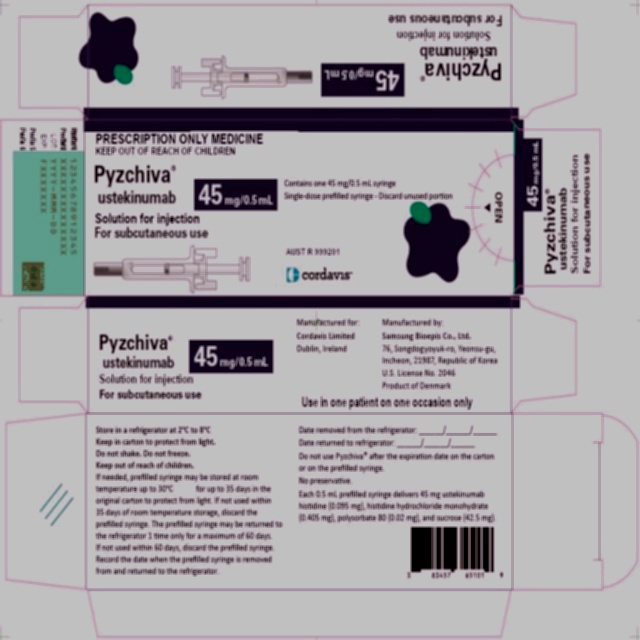 For subcutaneous use
Solution for injection
ustekinumab
Pyzchiva®
45 mg/0.5 mL
PRESCRIPTION ONLY MEDICINE
KEEP OUT OF REACH OF CHILDREN
Pyzchiva®
ustekinumab
45 mg/0.5 mL
Solution for injection
For subcutaneous use
Contains one 45 mg/0.5 mL syringe
Single-dose prefilled syringe - Discard unused portion
AUST R 399201
cordavis™
OPEN
45 mg/0.5 mL
Pyzchiva®
ustekinumab
Solution for injection
For subcutaneous use
LOT
EXP
Pyzchiva®
ustekinumab
45 mg/0.5 mL
Solution for injection
For subcutaneous use
Manufactured for:
Cordavis Limited
Dublin, Ireland
Manufactured by:
Samsung Bioepis Co., Ltd.
76, Songdogyoyuk-ro, Yeonsu-gu,
Incheon, 21987, Republic of Korea
U.S. License No. 2046
Product of Denmark
Use in one patient on one occasion only
Store in a refrigerator at 2°C to 8°C
Keep in carton to protect from light.
Do not shake. Do not freeze.
Keep out of reach of children.
If needed, prefilled syringe may be stored at room
temperature up to 30°C for up to 35 days in the
original carton to protect from light. If not used within
35 days of room temperature storage, discard the
prefilled syringe. The prefilled syringe may be returned to
the refrigerator 1 time only for a maximum of 60 days.
If not used within 60 days, discard the prefilled syringe.
Record the date when the prefilled syringe is removed
from and returned to the refrigerator.
Date removed from the refrigerator: _____/_____/_____
Date returned to refrigerator: _____/_____/_____
Do not use Pyzchiva® after the expiration date on the carton
or on the prefilled syringe.
No preservative.
Each 0.5 mL prefilled syringe delivers 45 mg ustekinumab
histidine (0.095 mg), histidine hydrochloride monohydrate
(0.405 mg), polysorbate 80 (0.02 mg), and sucrose (42.5 mg).